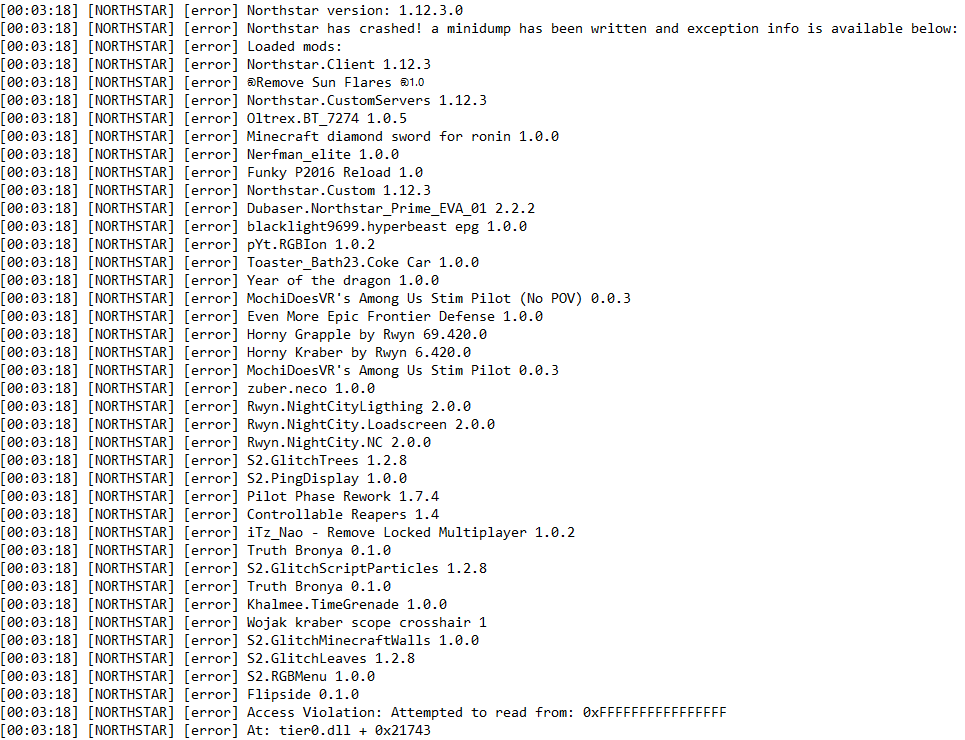 [00:03:18] [NORTHSTAR] [error] Northstar version: 1.12.3.0
[00:03:18] [NORTHSTAR] [error] Northstar has crashed! a minidump has been written and exception info is available below:
[00:03:18] [NORTHSTAR] [error] Loaded mods:
[00:03:18] [NORTHSTAR] [error] Northstar.Client 1.12.3
[00:03:18] [NORTHSTAR] [error] Remove Sun Flares 1.0
[00:03:18] [NORTHSTAR] [error] Northstar.CustomServers 1.12.3
[00:03:18] [NORTHSTAR] [error] Oltrex.BT_7274 1.0.5
[00:03:18] [NORTHSTAR] [error] Minecraft diamond sword for ronin 1.0.0
[00:03:18] [NORTHSTAR] [error] Nerfman_elite 1.0.0
[00:03:18] [NORTHSTAR] [error] Funky P2016 Reload 1.0
[00:03:18] [NORTHSTAR] [error] Northstar.Custom 1.12.3
[00:03:18] [NORTHSTAR] [error] Dubaser.Northstar_Prime_EVA_01 2.2.2
[00:03:18] [NORTHSTAR] [error] blacklight9699.hyperbeast epg 1.0.0
[00:03:18] [NORTHSTAR] [error] pYt.RGBIon 1.0.2
[00:03:18] [NORTHSTAR] [error] Toaster_Bath23.Coke Car 1.0.0
[00:03:18] [NORTHSTAR] [error] Year of the dragon 1.0.0
[00:03:18] [NORTHSTAR] [error] MochiDoesVR's Among Us Stim Pilot (No POV) 0.0.3
[00:03:18] [NORTHSTAR] [error] Even More Epic Frontier Defense 1.0.0
[00:03:18] [NORTHSTAR] [error] Horny Grapple by Rwyn 69.420.0
[00:03:18] [NORTHSTAR] [error] Horny Kraber by Rwyn 6.420.0
[00:03:18] [NORTHSTAR] [error] MochiDoesVR's Among Us Stim Pilot 0.0.3
[00:03:18] [NORTHSTAR] [error] zuber.neco 1.0.0
[00:03:18] [NORTHSTAR] [error] Rwyn.NightCityLigthing 2.0.0
[00:03:18] [NORTHSTAR] [error] Rwyn.NightCity.Loadscreen 2.0.0
[00:03:18] [NORTHSTAR] [error] Rwyn.NightCity.NC 2.0.0
[00:03:18] [NORTHSTAR] [error] S2.GlitchTrees 1.2.8
[00:03:18] [NORTHSTAR] [error] S2.PingDisplay 1.0.0
[00:03:18] [NORTHSTAR] [error] Pilot Phase Rework 1.7.4
[00:03:18] [NORTHSTAR] [error] Controllable Reapers 1.4
[00:03:18] [NORTHSTAR] [error] iTz_Nao - Remove Locked Multiplayer 1.0.2
[00:03:18] [NORTHSTAR] [error] Truth Bronya 0.1.0
[00:03:18] [NORTHSTAR] [error] S2.GlitchScriptParticles 1.2.8
[00:03:18] [NORTHSTAR] [error] Truth Bronya 0.1.0
[00:03:18] [NORTHSTAR] [error] Khalmee.TimeGrenade 1.0.0
[00:03:18] [NORTHSTAR] [error] Wojak kraber scope crosshair 1
[00:03:18] [NORTHSTAR] [error] S2.GlitchMinecraftWalls 1.0.0
[00:03:18] [NORTHSTAR] [error] S2.GlitchLeaves 1.2.8
[00:03:18] [NORTHSTAR] [error] S2.RGBMenu 1.0.0
[00:03:18] [NORTHSTAR] [error] Flipside 0.1.0
[00:03:18] [NORTHSTAR] [error] Access Violation: Attempted to read from: 0xFFFFFFFFFFFFFFFF
[00:03:18] [NORTHSTAR] [error] At: tier0.dll + 0x21743